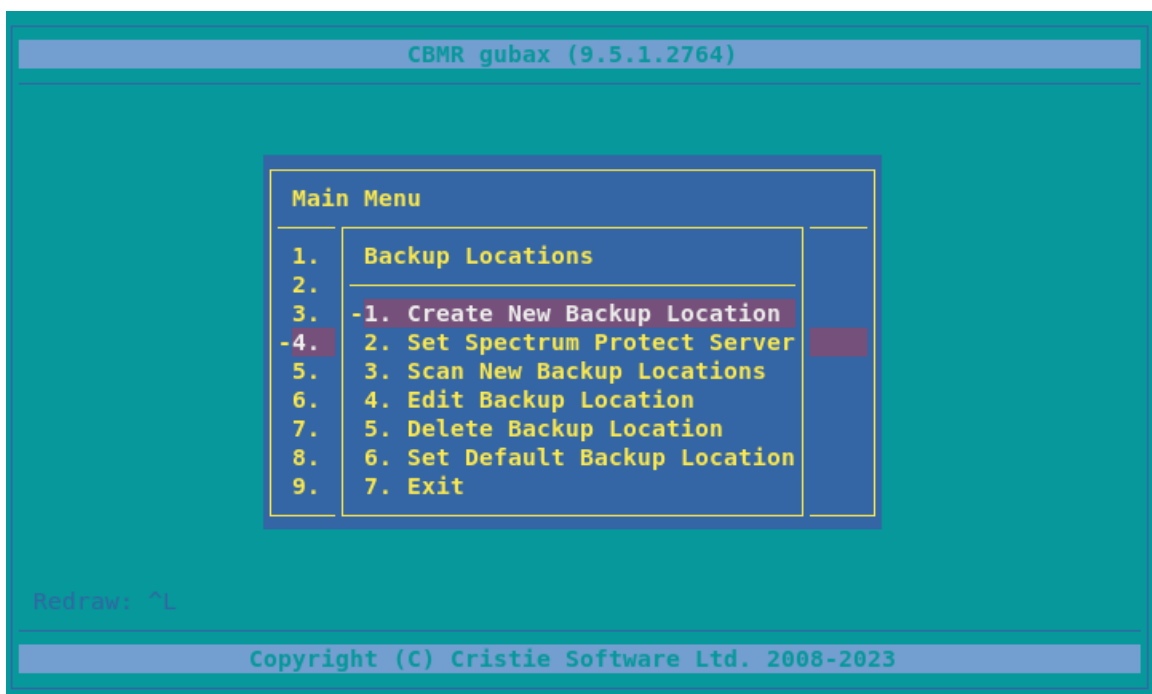 CBMR gubax (9.5.1.2764)
Main Menu
1. Backup Locations
2.
3. -1. Create New Backup Location
-4. 2. Set Spectrum Protect Server
5. 3. Scan New Backup Locations
6. 4. Edit Backup Location
7. 5. Delete Backup Location
8. 6. Set Default Backup Location
9. 7. Exit
Redraw: ^L
Copyright (C) Cristie Software Ltd. 2008-2023